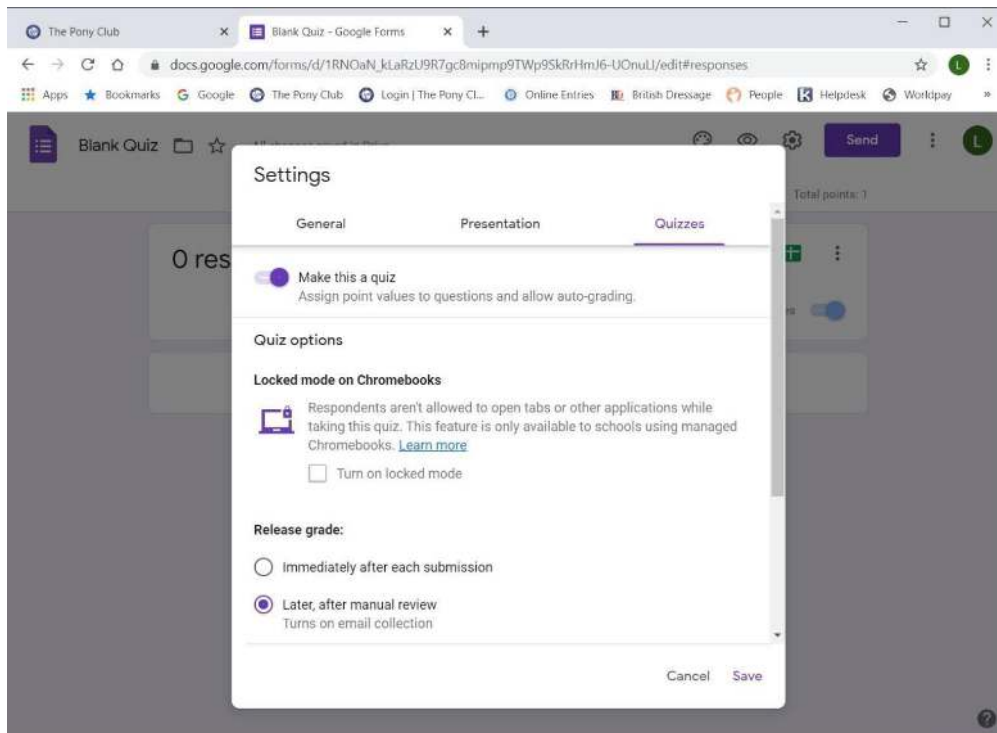 The Pony Club
Blank Quiz - Google Forms
docs.google.com/forms/d/1RNOaN_kLaRzU9R7gc8mipmp9TWp9SkRrHmJ6-UOnuLI/edit#responses
L
Apps Bookmarks Google The Pony Club Login | The Pony Cl... Online Entries British Dressage People Helpdesk Worldpay »
Blank Quiz
Send
L
Settings
Total points: 1
General Presentation Quizzes
0 res
Make this a quiz
Assign point values to questions and allow auto-grading.
Quiz options
Locked mode on Chromebooks
Respondents aren't allowed to open tabs or other applications while
taking this quiz. This feature is only available to schools using managed
Chromebooks. Learn more
Turn on locked mode
Release grade:
Immediately after each submission
Later, after manual review
Turns on email collection
Cancel Save